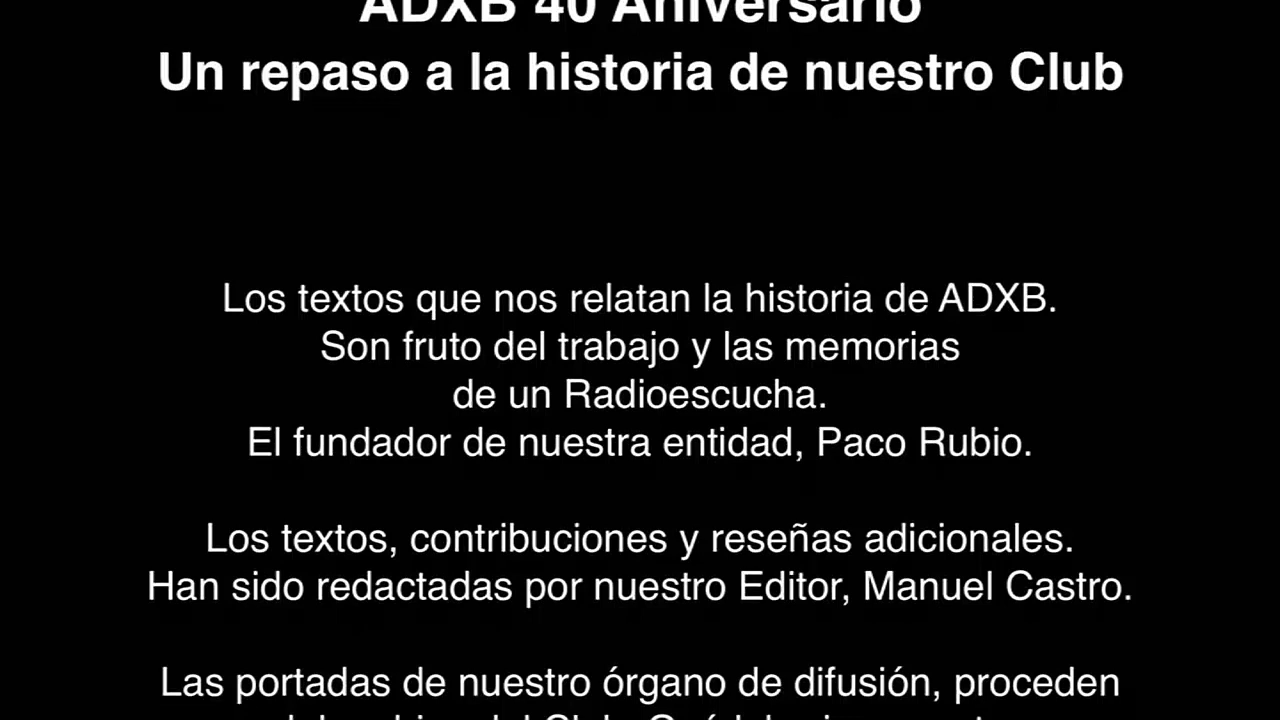 ADXB 40 Aniversario
Un repaso a la historia de nuestro Club
Los textos que nos relatan la historia de ADXB.
Son fruto del trabajo y las memorias
de un Radioescucha.
El fundador de nuestra entidad, Paco Rubio.
Los textos, contribuciones y reseñas adicionales.
Han sido redactadas por nuestro Editor, Manuel Castro.
Las portadas de nuestro órgano de difusión, proceden
del Club